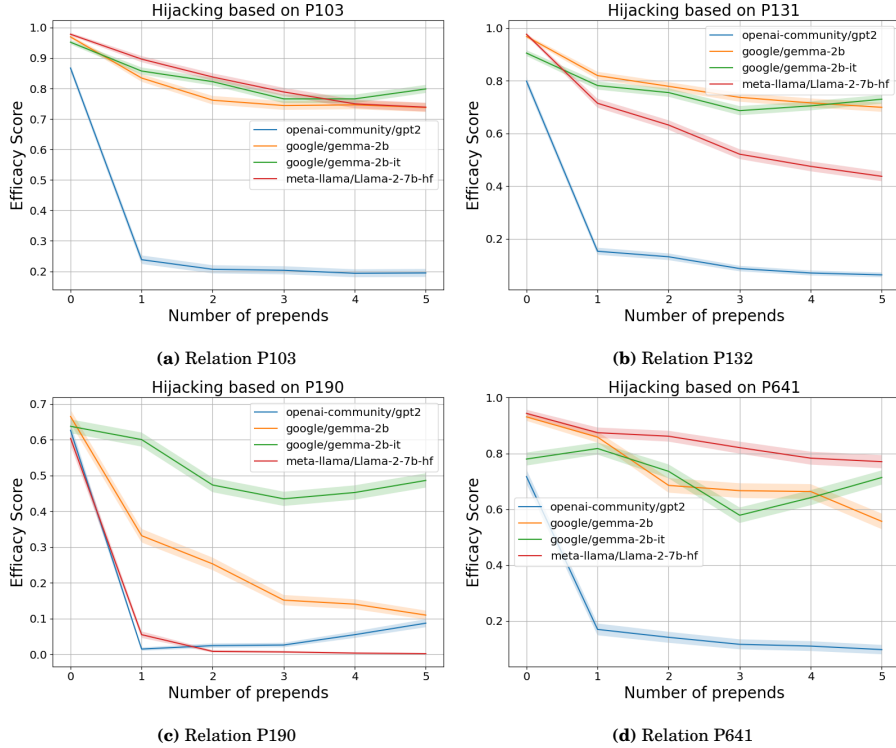 Hijacking based on P103
Efficacy Score
1.0
0.9
0.8
0.7
0.6
0.5
0.4
0.3
0.2
openai-community/gpt2
google/gemma-2b
google/gemma-2b-it
meta-llama/Llama-2-7b-hf
0 1 2 3 4 5
Number of prepends
(a) Relation P103
Hijacking based on P131
Efficacy Score
1.0
0.8
0.6
0.4
0.2
openai-community/gpt2
google/gemma-2b
google/gemma-2b-it
meta-llama/Llama-2-7b-hf
0 1 2 3 4 5
Number of prepends
(b) Relation P132
Hijacking based on P190
Efficacy Score
0.7
0.6
0.5
0.4
0.3
0.2
0.1
0.0
openai-community/gpt2
google/gemma-2b
google/gemma-2b-it
meta-llama/Llama-2-7b-hf
0 1 2 3 4 5
Number of prepends
(c) Relation P190
Hijacking based on P641
Efficacy Score
1.0
0.8
0.6
0.4
0.2
openai-community/gpt2
google/gemma-2b
google/gemma-2b-it
meta-llama/Llama-2-7b-hf
0 1 2 3 4 5
Number of prepends
(d) Relation P641